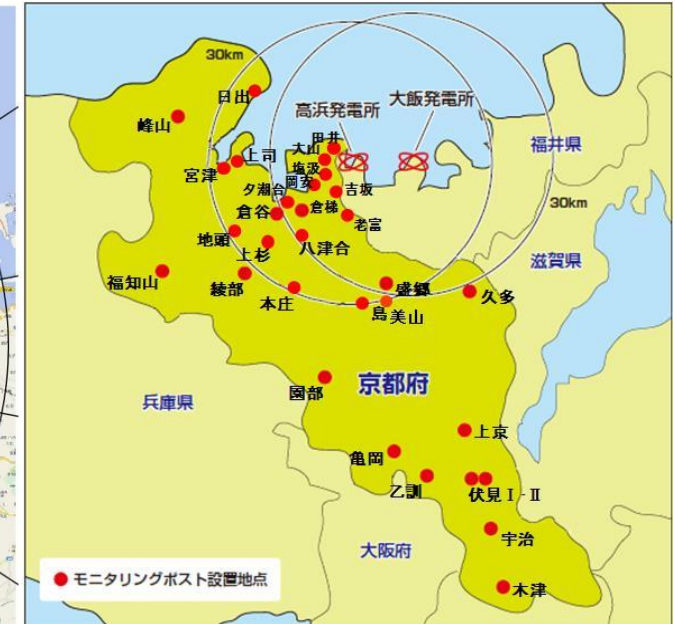 30km
日出
高浜発電所
大飯発電所
峰山
田井
大山
上司
塩汲
福井県
宮津
岡安
吉坂
夕潮台
30km
倉谷
倉梯
老富
地頭
上杉
八津合
滋賀県
福知山
綾部
本庄
盛郷
久多
島
美山
園部
京都府
兵庫県
上京
亀岡
乙訓
伏見Ⅰ-Ⅱ
宇治
大阪府
モニタリングポスト設置地点
木津